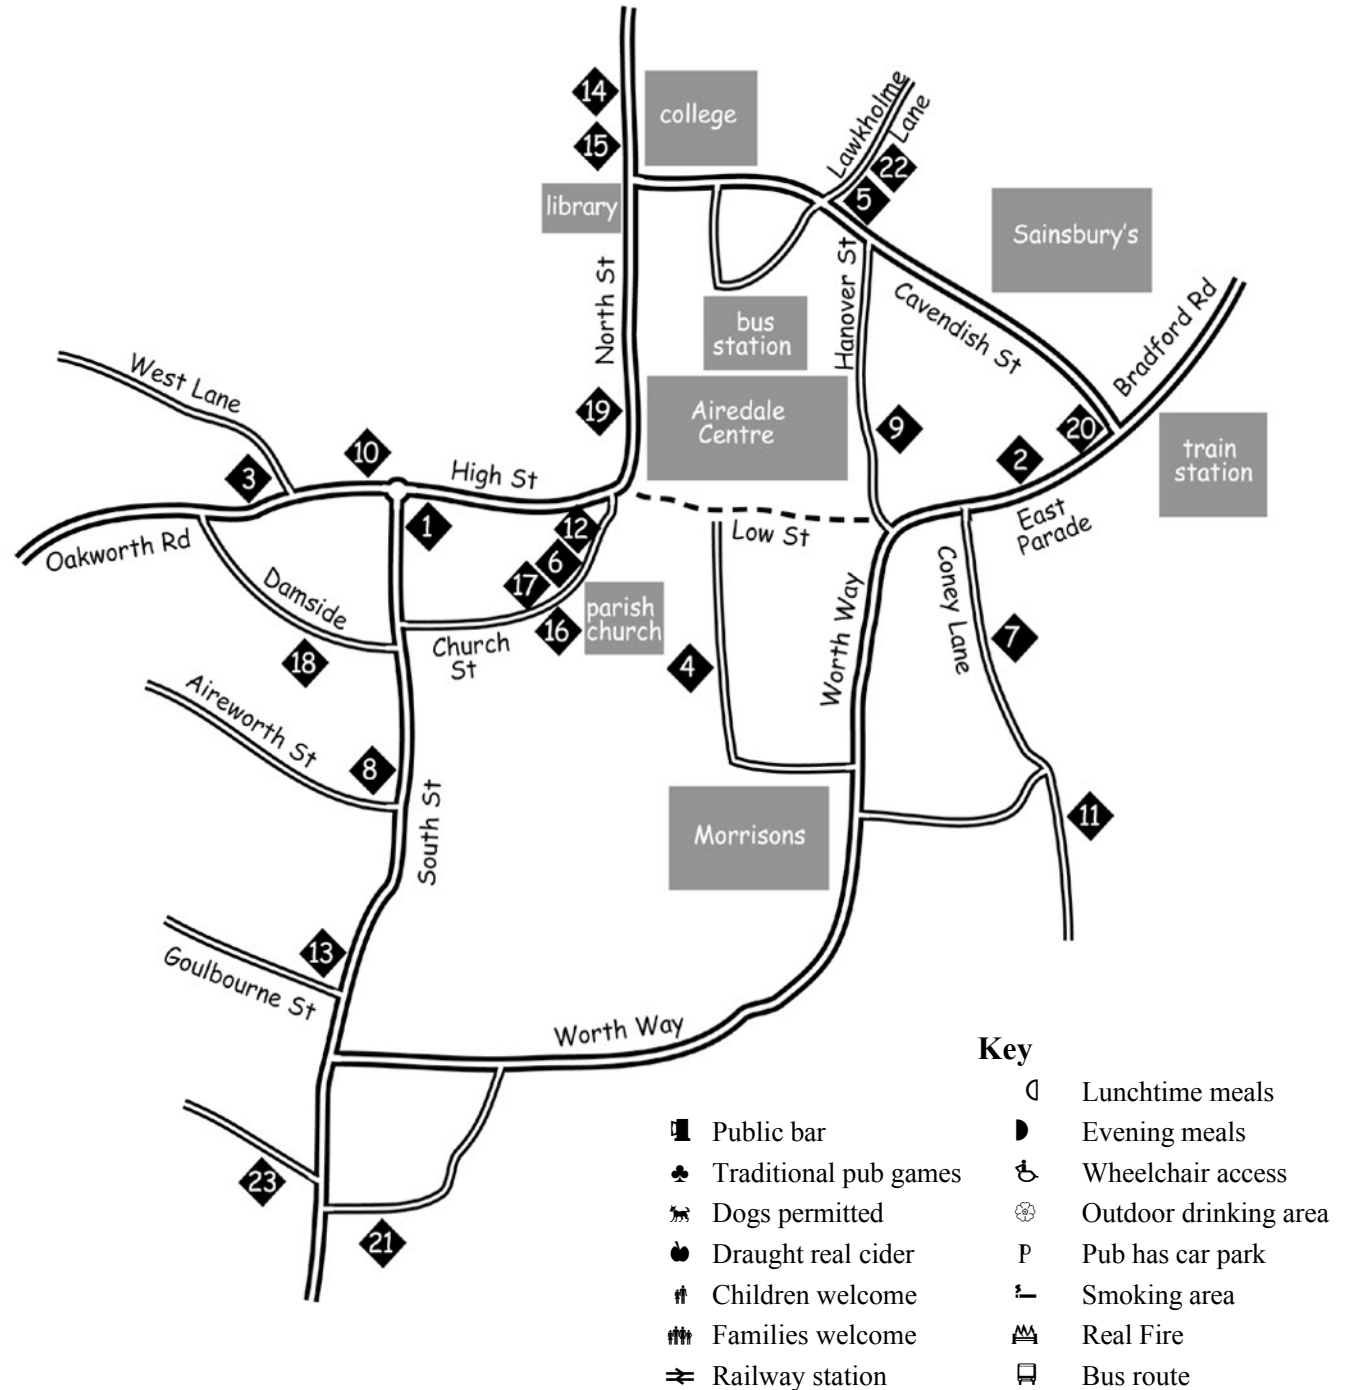 14
college
Lawkholme
Lane
15
22
5
library
Sainsbury's
North St
bus
station
Hanover St
Cavendish St
Bradford Rd
West Lane
19
Airedale
Centre
9
20
2
train
station
10
3
High St
1
12
Low St
East
Parade
Oakworth Rd
6
17
Damside
parish
church
16
Church
St
Worth Way
Coney Lane
7
18
4
Aireworth St
8
South St
Morrisons
11
13
Goulbourne St
Worth Way
23
21
Key
Lunchtime meals
Public bar
Evening meals
Traditional pub games
Wheelchair access
Dogs permitted
Outdoor drinking area
Draught real cider
P Pub has car park
Children welcome
Smoking area
Families welcome
Real Fire
Railway station
Bus route